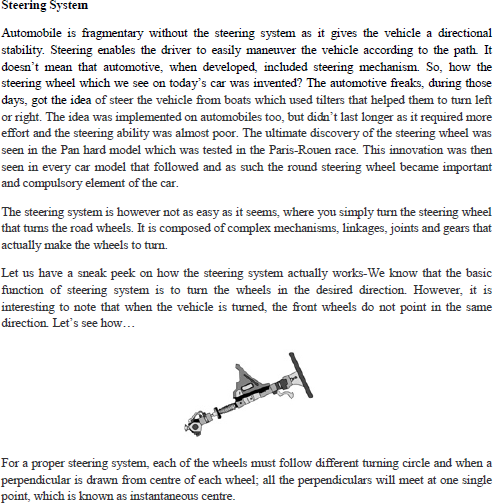 Steering System
Automobile is fragmentary without the steering system as it gives the vehicle a directional
stability. Steering enables the driver to easily maneuver the vehicle according to the path. It
doesn't mean that automotive, when developed, included steering mechanism. So, how the
steering wheel which we see on today's car was invented? The automotive freaks, during those
days, got the idea of steer the vehicle from boats which used tilters that helped them to turn left
or right. The idea was implemented on automobiles too, but didn't last longer as it required more
effort and the steering ability was almost poor. The ultimate discovery of the steering wheel was
seen in the Pan hard model which was tested in the Paris-Rouen race. This innovation was then
seen in every car model that followed and as such the round steering wheel became important
and compulsory element of the car.
The steering system is however not as easy as it seems, where you simply turn the steering wheel
that turns the road wheels. It is composed of complex mechanisms, linkages, joints and gears that
actually make the wheels to turn.
Let us have a sneak peek on how the steering system actually works-We know that the basic
function of steering system is to turn the wheels in the desired direction. However, it is
interesting to note that when the vehicle is turned, the front wheels do not point in the same
direction. Let's see how…
For a proper steering system, each of the wheels must follow different turning circle and when a
perpendicular is drawn from centre of each wheel; all the perpendiculars will meet at one single
point, which is known as instantaneous centre.